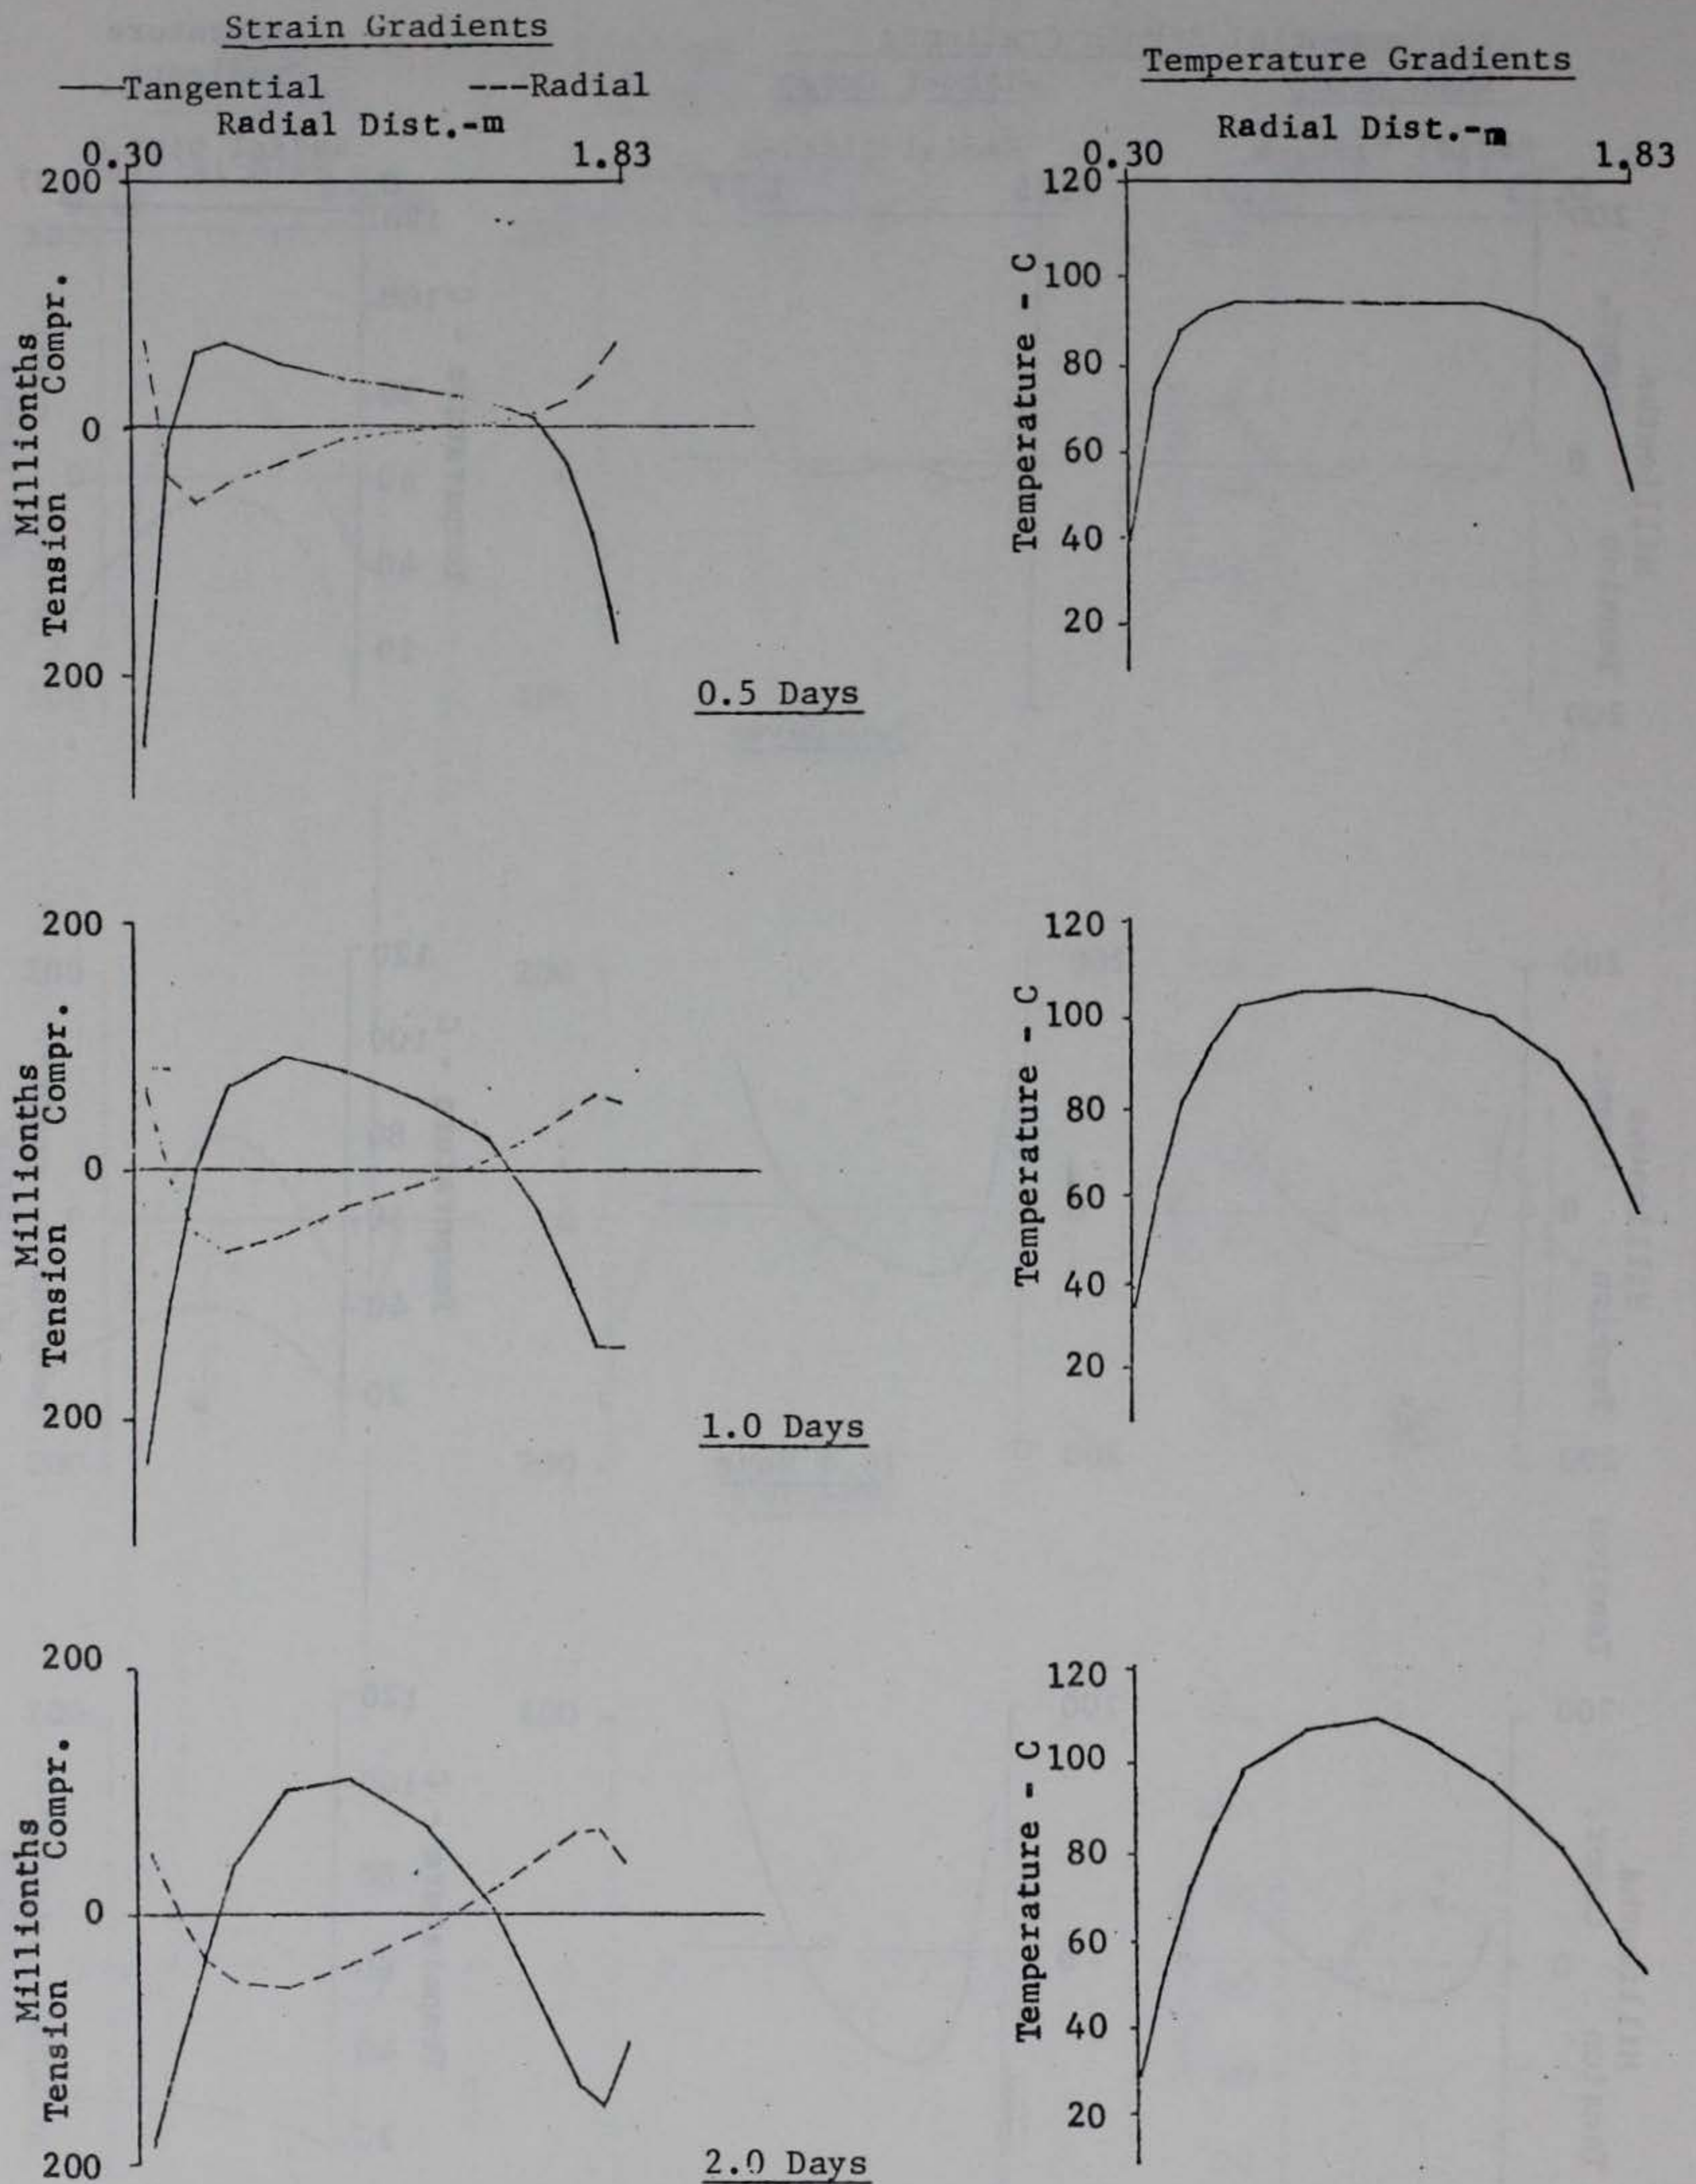 Strain Gradients
——Tangential ---Radial
Radial Dist.-m
0.30 1.83
200
Millionths
Tension Compr.
0
200
Temperature Gradients
Radial Dist.-m
0.30 1.83
120
100
80
60
40
20
Temperature - C
0.5 Days
200
Millionths
Tension Compr.
0
200
120
100
80
60
40
20
Temperature - C
1.0 Days
200
Millionths
Tension Compr.
0
200
120
100
80
60
40
20
Temperature - C
2.0 Days